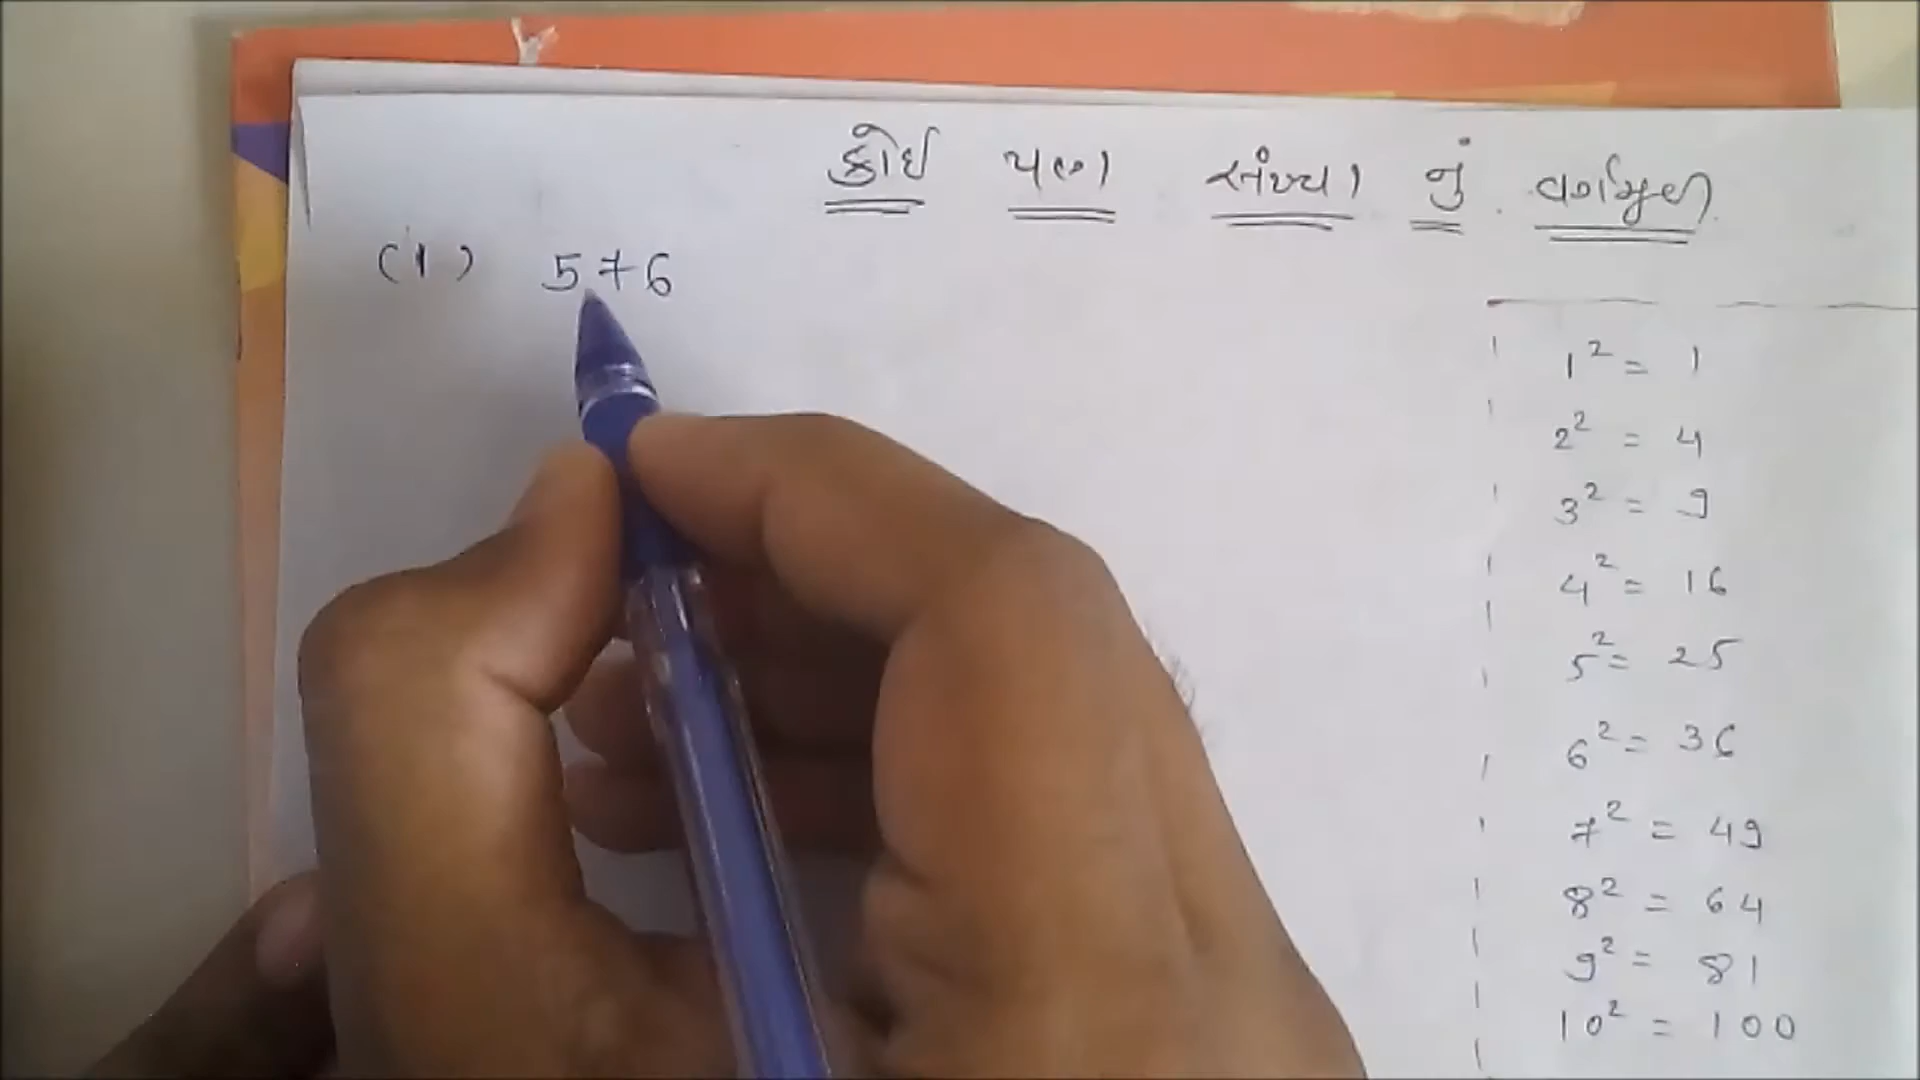 કોઈ પણ સંખ્યા નું વર્ગમૂળ
(1) 576
1² = 1
2² = 4
3² = 9
4² = 16
5² = 25
6² = 36
7² = 49
8² = 64
9² = 81
10² = 100